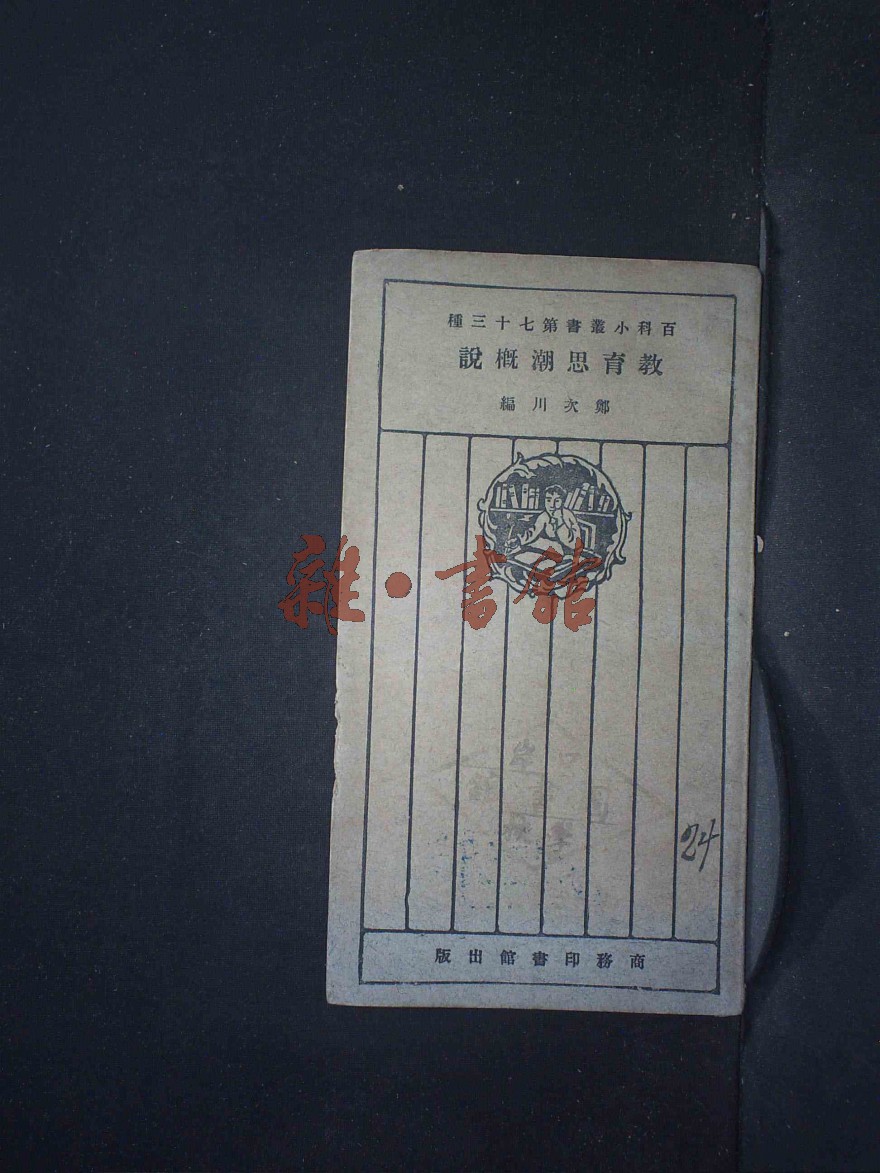 百科小叢書第七十三種
教育思潮概說
鄭次川編
雜·書館
24
商務印書館出版